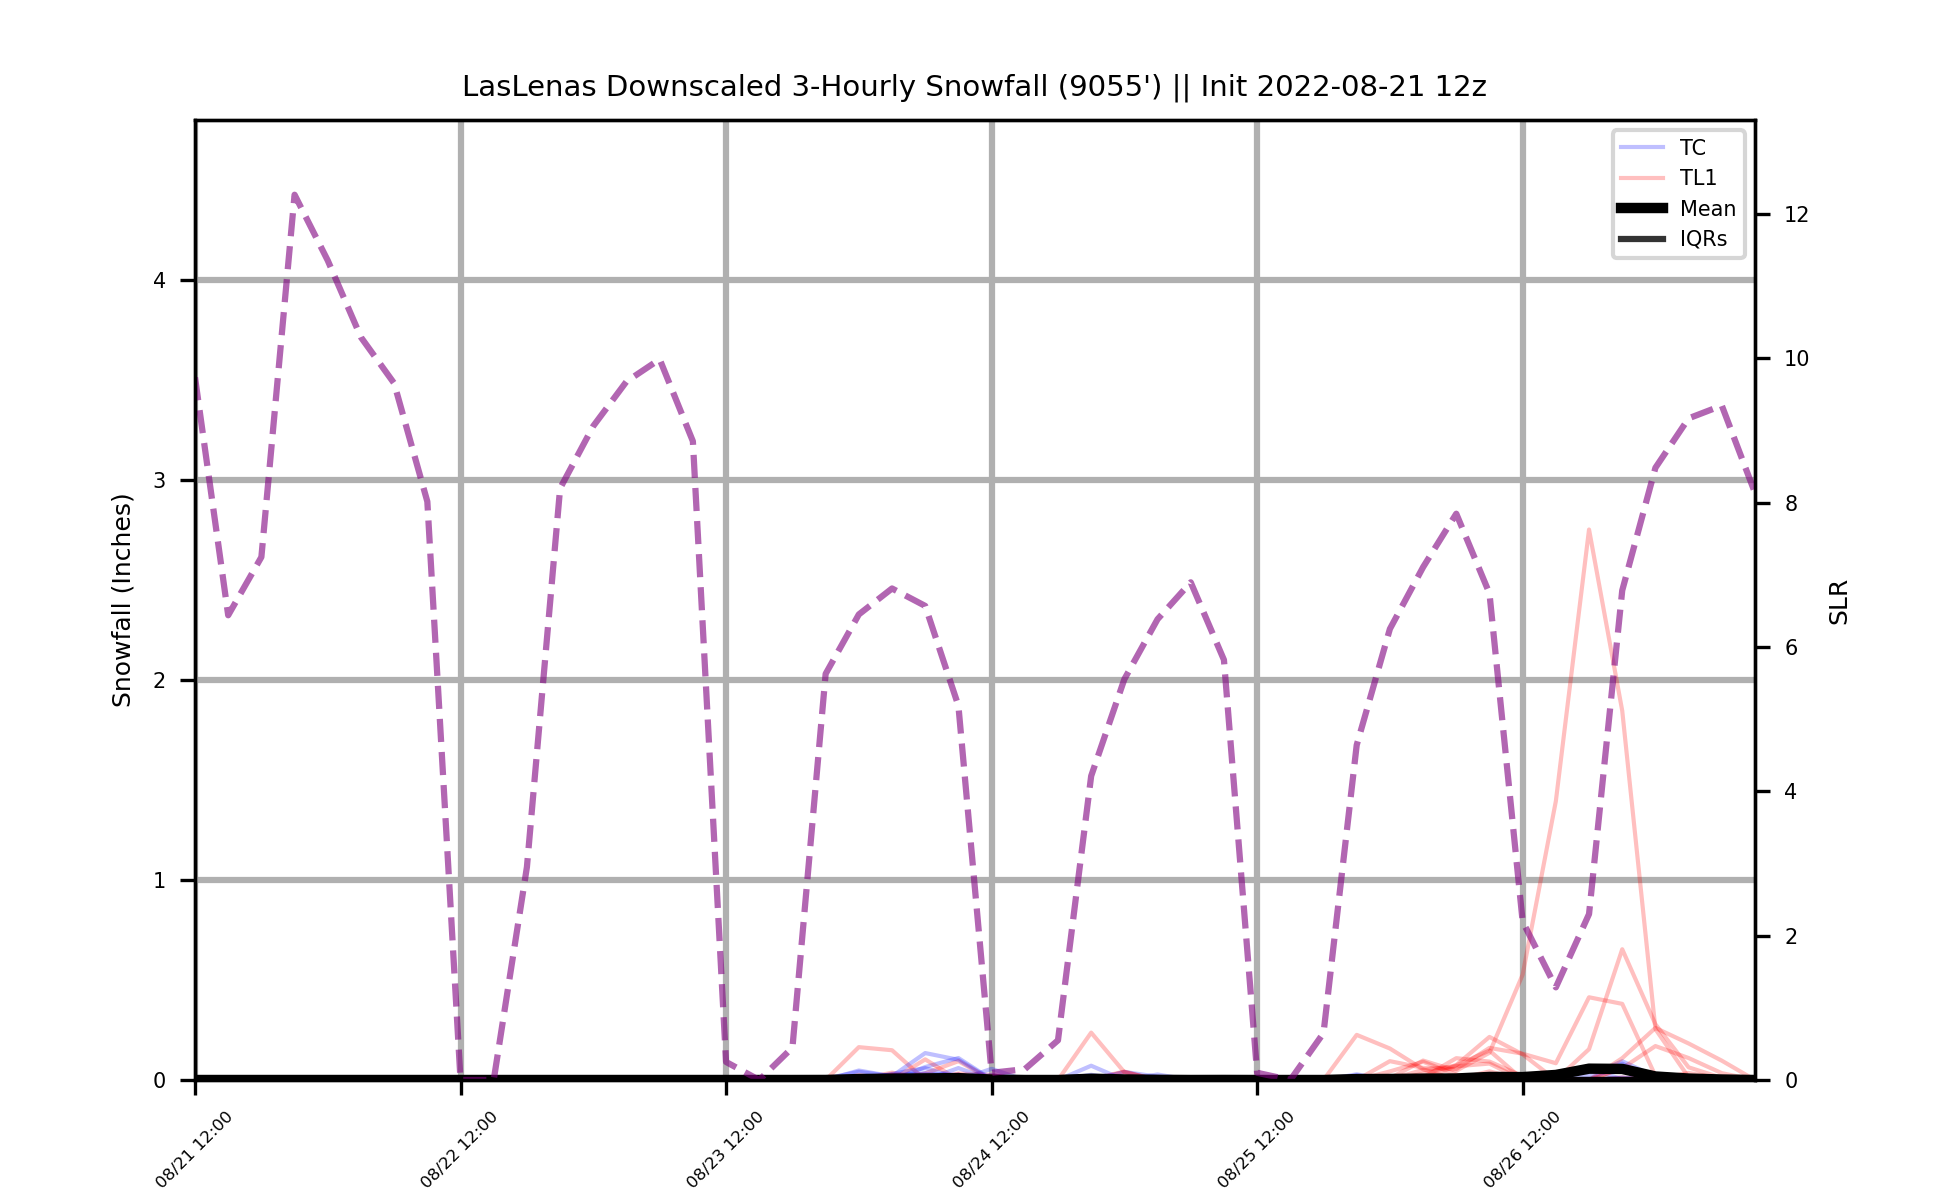 LasLenas Downscaled 3-Hourly Snowfall (9055') || Init 2022-08-21 12z
TC
TL1
Mean
IQRs
Snowfall (Inches)
4
3
2
1
0
SLR
12
10
8
6
4
2
0
08/21 12:00
08/22 12:00
08/23 12:00
08/24 12:00
08/25 12:00
08/26 12:00